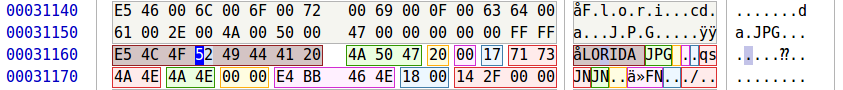 00031140 E5 46 00 6C 00 6F 00 72 00 69 00 0F 00 63 64 00 åF.l.o.r.i...cd. .......d
00031150 61 00 2E 00 4A 00 50 00 47 00 00 00 00 00 FF FF a...J.P.G.....ÿÿ a.JPG...
00031160 E5 4C 4F 52 49 44 41 20 4A 50 47 20 00 17 71 73 åLORIDA JPG ..qs
00031170 4A 4E 4A 4E 00 00 E4 BB 46 4E 18 00 14 2F 00 00 JNJN..ä»FN.../.. ........